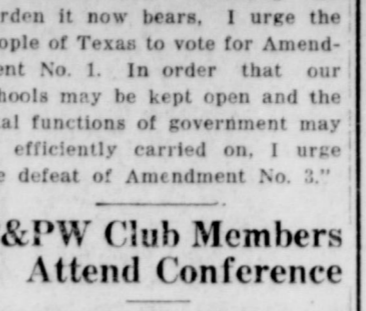 rden it now bears, I urge the
ople of Texas to vote for Amend-
ent No. 1. In order that our
hools may be kept open and the
al functions of government may
efficiently carried on, I urge
e defeat of Amendment No. 3."
&PW Club Members
Attend Conference